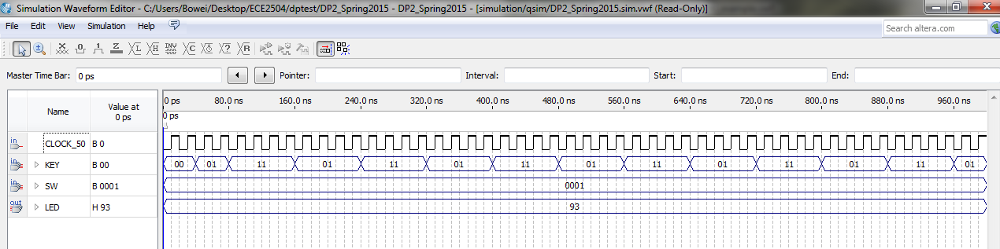 Simulation Waveform Editor - C:/Users/Bowei/Desktop/ECE2504/dptest/DP2_Spring2015 - DP2_Spring2015 - [simulation/qsim/DP2_Spring2015.sim.vwf (Read-Only)]
File Edit View Simulation Help
Search altera.com
Master Time Bar: 0 ps Pointer: Interval: Start: End:
Name Value at 0 ps
0 ps 80.0 ns 160.0 ns 240.0 ns 320.0 ns 400.0 ns 480.0 ns 560.0 ns 640.0 ns 720.0 ns 800.0 ns 880.0 ns 960.0 ns
0 ps
in CLOCK_50 B 0
in KEY B 00 00 01 11 01 11 01 11 01 11 01 11 01 11 01
in SW B 0001 0001
out LED H 93 93